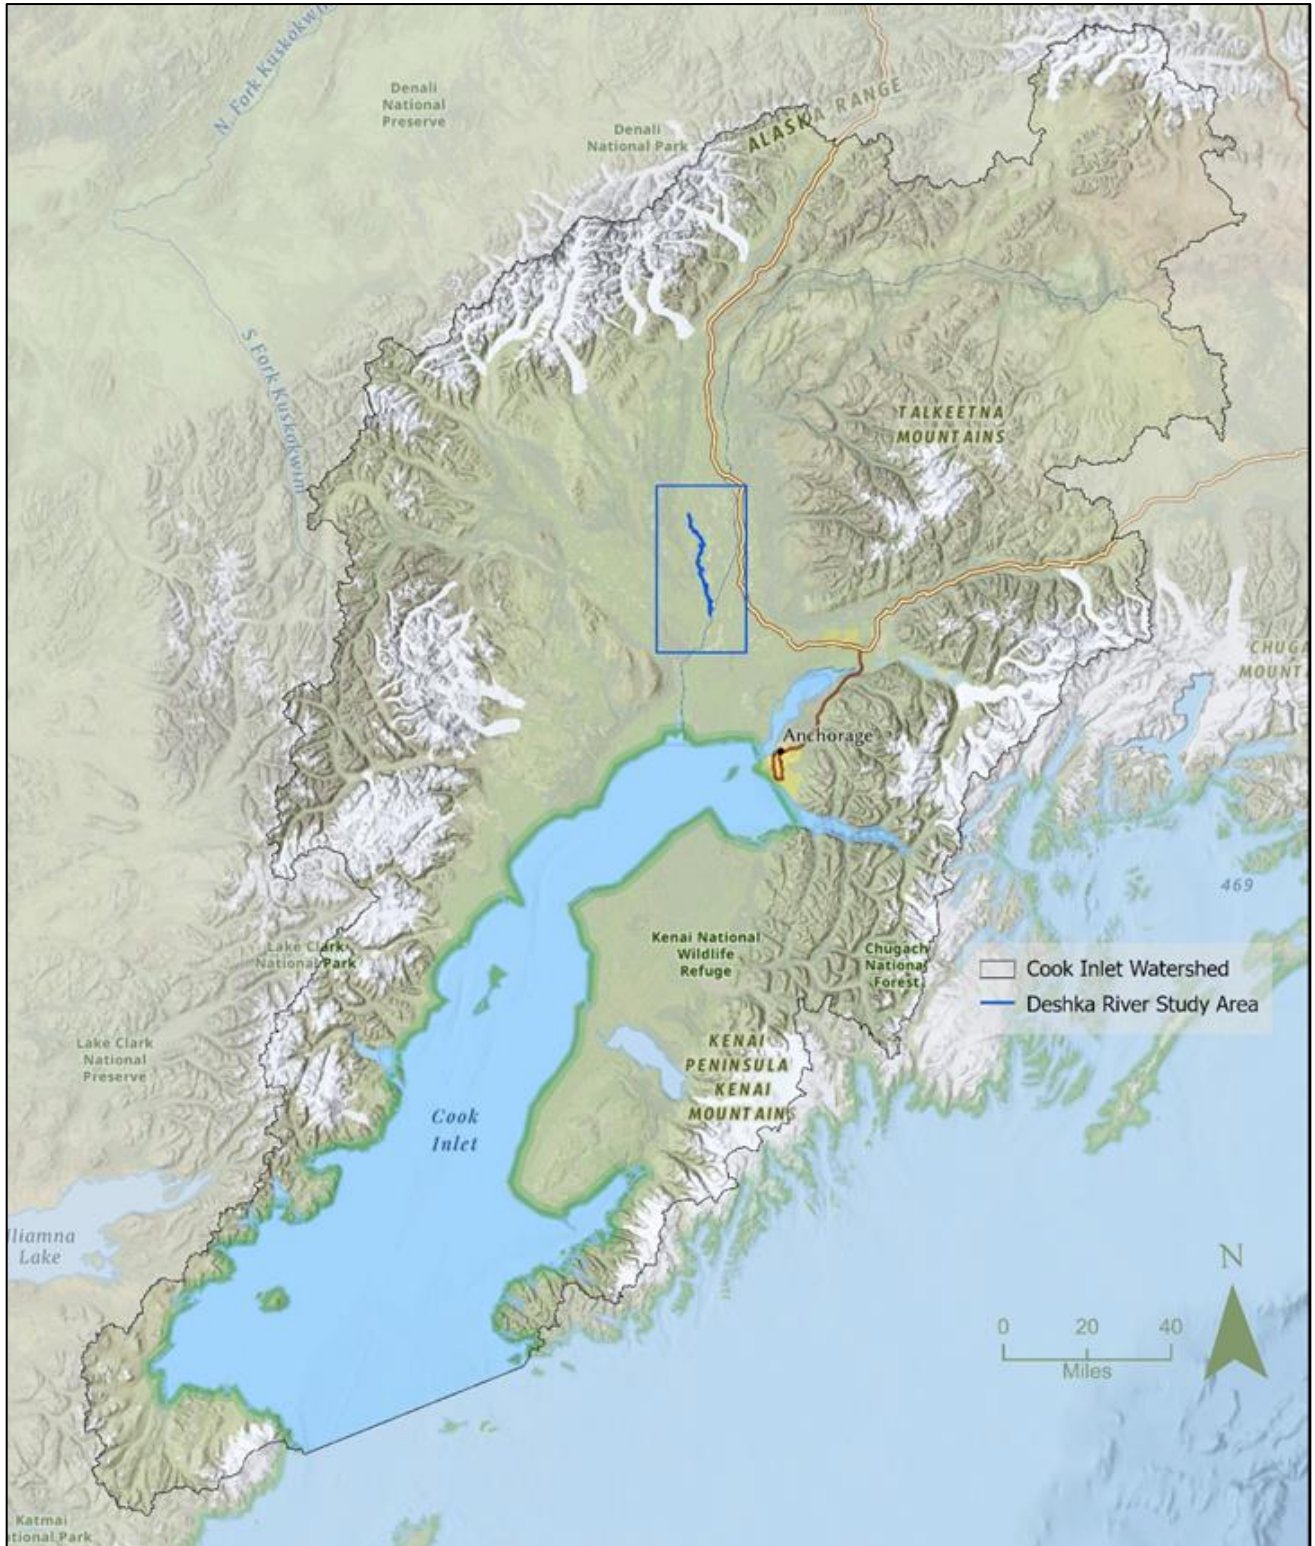 N. Fork Kuskokwim
Denali
National
Preserve
Denali
National Park
ALASKA RANGE
S Fork Kuskokwim
TALKEETNA
MOUNTAINS
CHUGA
MOUNT
Anchorage
469
Lake Clark
National Park
Kenai National
Wildlife
Refuge
Chugach
National
Forest
Cook Inlet Watershed
Deshka River Study Area
Lake Clark
National
Preserve
KENAI
PENINSULA
KENAI
MOUNTAINS
Cook
Inlet
Iliamna
Lake
N
0 20 40
Miles
Katmai
tional Park